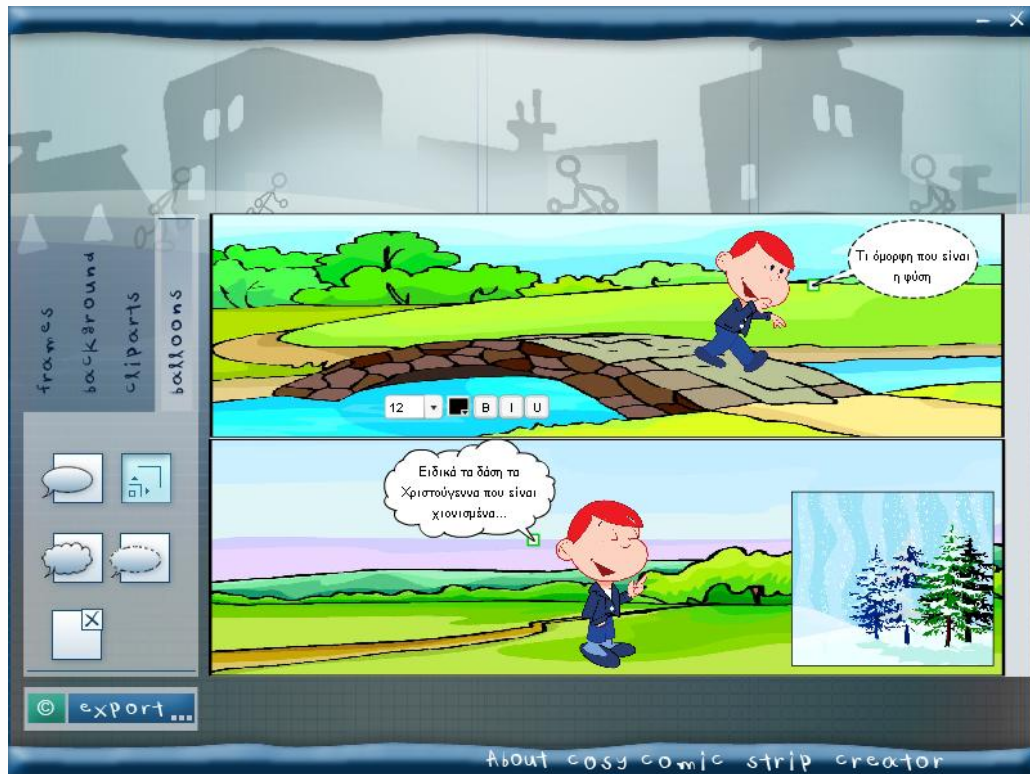 Τι όμορφη που είναι
η φύση
frames
background
cliparts
balloons
12
B I U
Ειδικά τα δάση τα
Χριστούγεννα που είναι
χιονισμένα...
© export...
About cosy comic strip creator